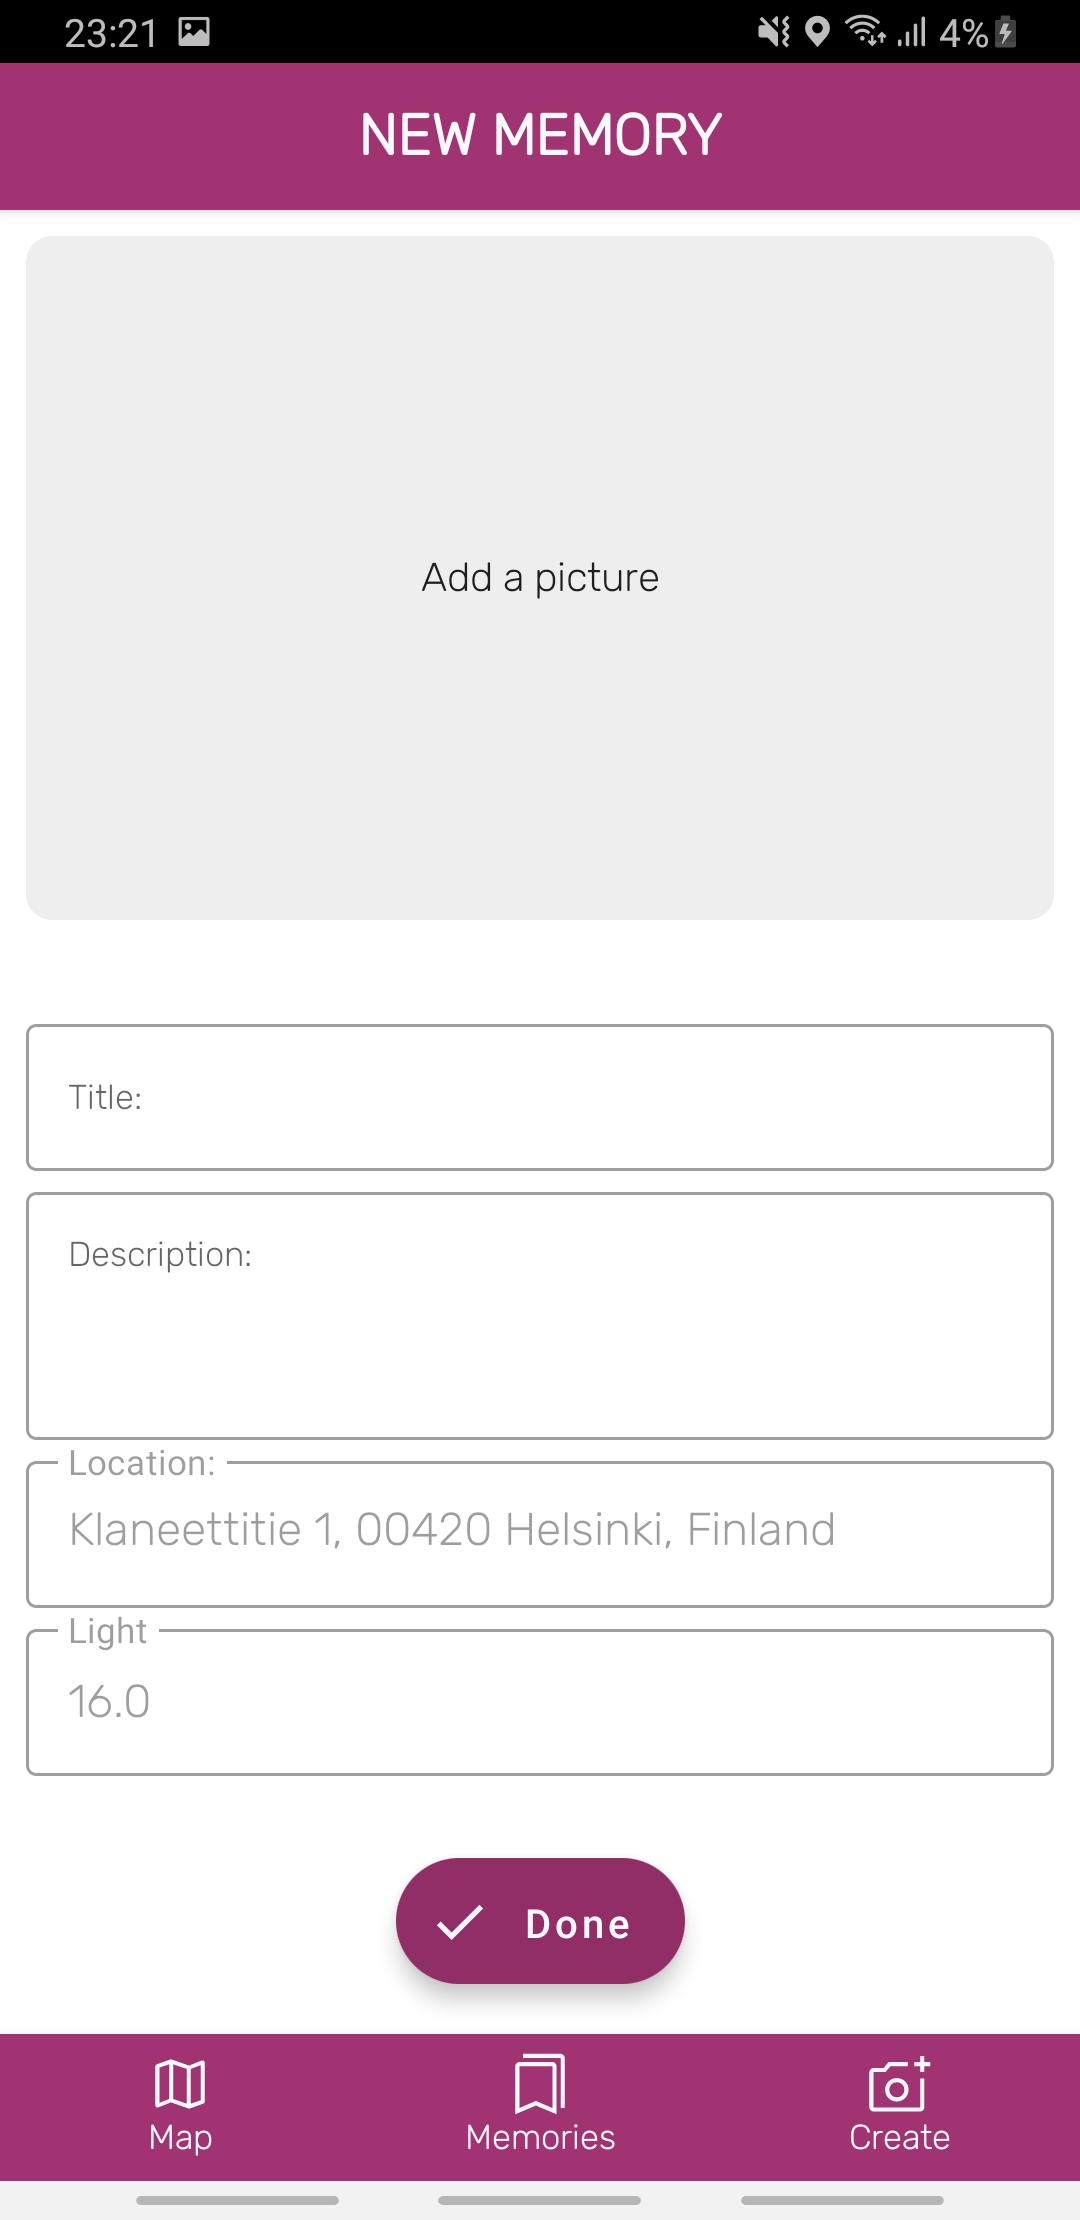 23:21
4%
NEW MEMORY
Add a picture
Title:
Description:
Location:
Klaneettitie 1, 00420 Helsinki, Finland
Light
16.0
Done
Map
Memories
Create